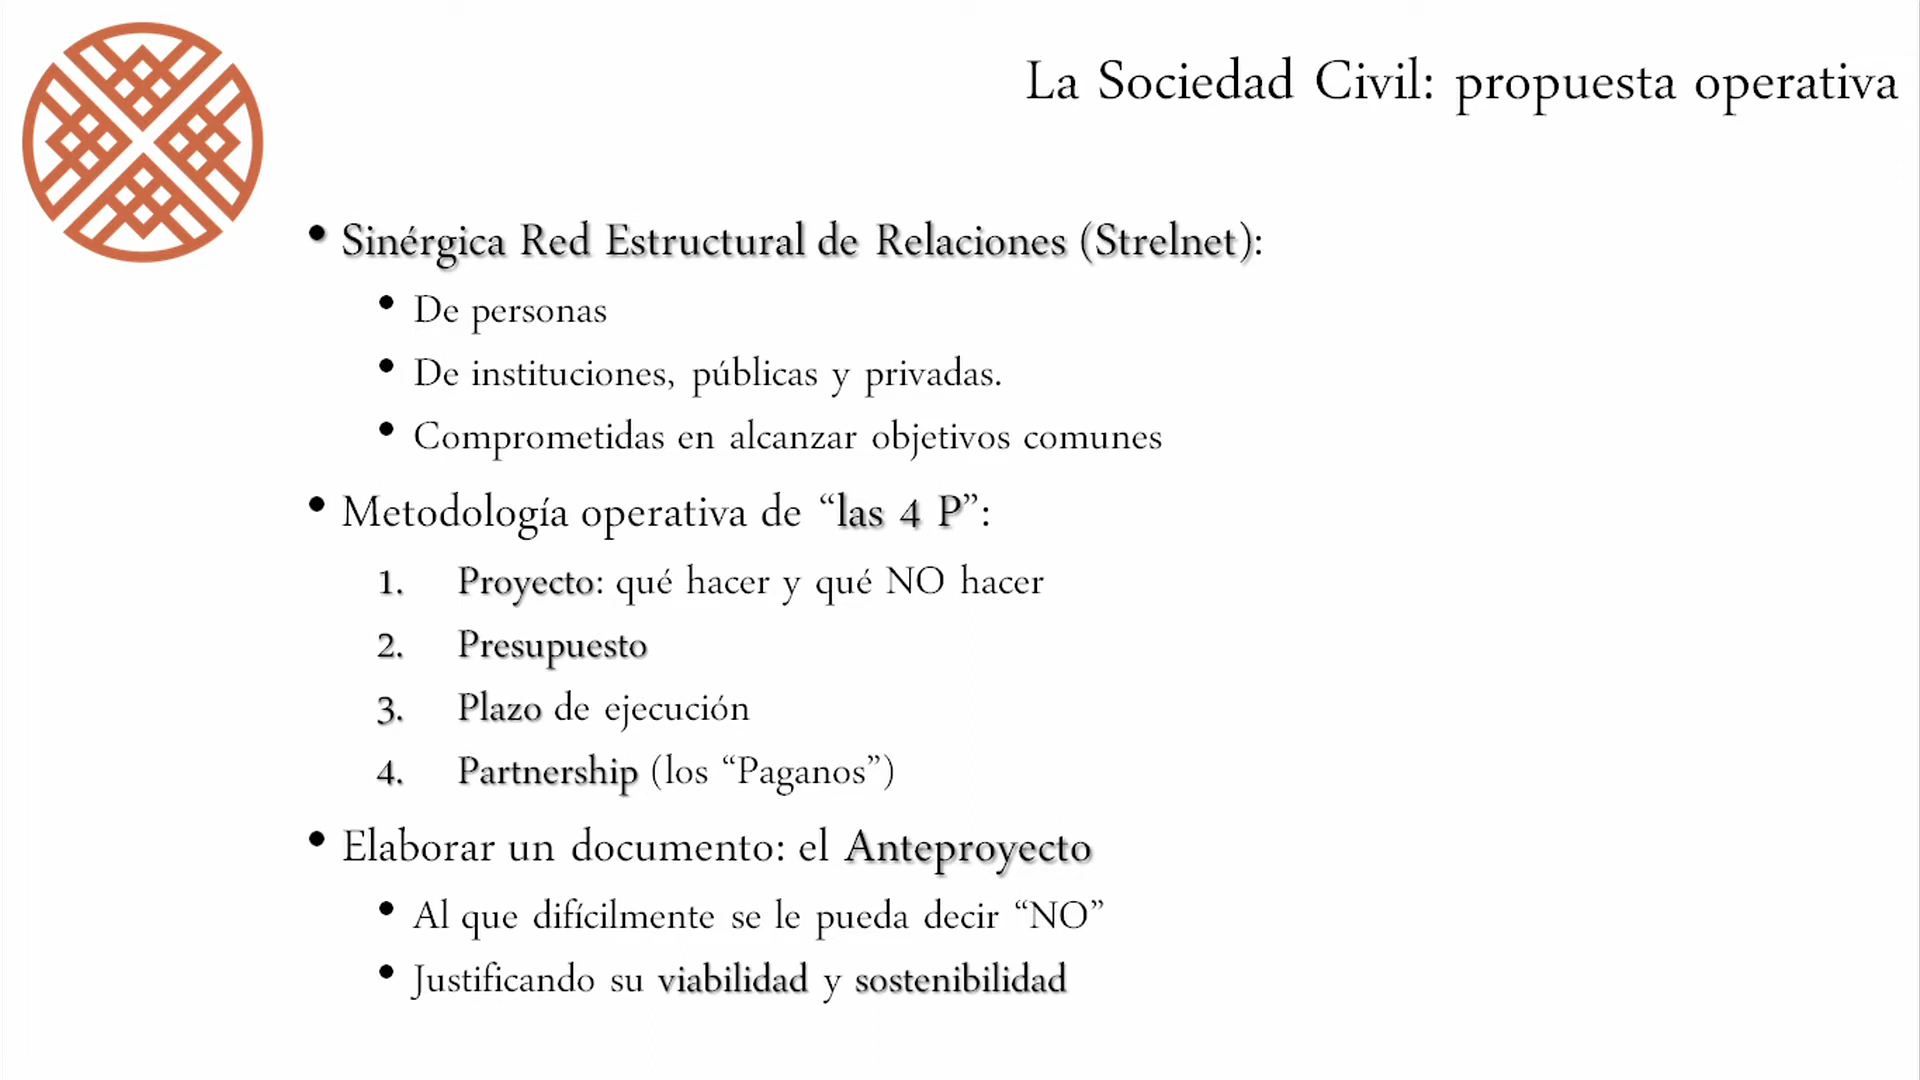 La Sociedad Civil: propuesta operativa
• Sinérgica Red Estructural de Relaciones (Strelnet):
• De personas
• De instituciones, públicas y privadas.
• Comprometidas en alcanzar objetivos comunes
• Metodología operativa de “las 4 P”:
1. Proyecto: qué hacer y qué NO hacer
2. Presupuesto
3. Plazo de ejecución
4. Partnership (los “Paganos”)
• Elaborar un documento: el Anteproyecto
• Al que difícilmente se le pueda decir “NO”
• Justificando su viabilidad y sostenibilidad